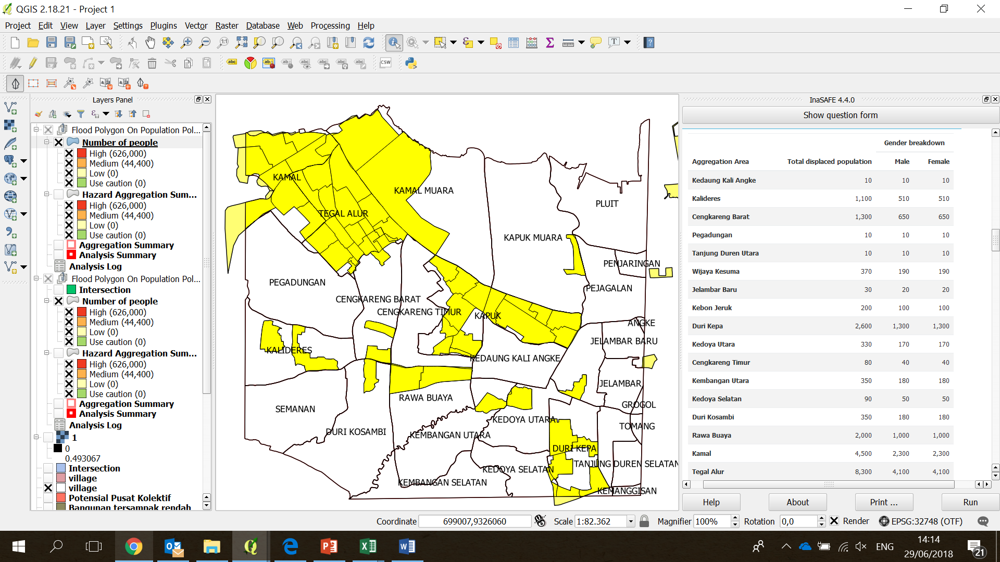 QGIS 2.18.21 - Project 1
Project Edit View Layer Settings Plugins Vector Raster Database Web Processing Help
CSW
Layers Panel
Flood Polygon On Population Pol...
Number of people
High (626,000)
Medium (44,400)
Low (0)
Use caution (0)
Hazard Aggregation Sum...
High (626,000)
Medium (44,400)
Low (0)
Use caution (0)
Aggregation Summary
Analysis Summary
Analysis Log
Flood Polygon On Population Pol...
Intersection
Number of people
High (626,000)
Medium (44,400)
Low (0)
Use caution (0)
Hazard Aggregation Sum...
High (626,000)
Medium (44,400)
Low (0)
Use caution (0)
Aggregation Summary
Analysis Summary
Analysis Log
1
0
0.493067
Intersection
village
village
Potensial Pusat Kolektif
Bangunan tersampak rendah
KAMAL
KAMAL MUARA
PLUIT
TEGAL ALUR
KAPUK MUARA
PENJARINGAN
PEGADUNGAN
PEJAGALAN
CENGKARENG BARAT
CENGKARENG TIMUR
KAPUK
ANGKE
JELAMBAR BARU
KALIDERES
KEDAUNG KALI ANGKE
JELAMBAR
RAWA BUAYA
GROGOL
SEMANAN
KEDOYA UTARA
TOMANG
DURI KOSAMBI
KEMBANGAN UTARA
DURI KEPA
TANJUNG DUREN SELATAN
KEDOYA SELATAN
KEMBANGAN SELATAN
KEMANGGISAN
InaSAFE 4.4.0
Show question form
Gender breakdown
Aggregation Area Total displaced population Male Female
Kedaung Kali Angke 10 10 10
Kalideres 1,100 510 510
Cengkareng Barat 1,300 650 650
Pegadungan 10 10 10
Tanjung Duren Utara 10 10 10
Wijaya Kesuma 370 190 190
Jelambar Baru 30 20 20
Kebon Jeruk 200 100 100
Duri Kepa 2,600 1,300 1,300
Kedoya Utara 330 170 170
Cengkareng Timur 80 40 40
Kembangan Utara 350 180 180
Kedoya Selatan 90 50 50
Duri Kosambi 350 180 180
Rawa Buaya 2,000 1,000 1,000
Kamal 4,500 2,300 2,300
Tegal Alur 8,300 4,100 4,100
Help About Print ... Run
Coordinate 699007,9326060 Scale 1:82.362 Magnifier 100% Rotation 0,0 Render EPSG:32748 (OTF)
ENG
14:14
29/06/2018
21